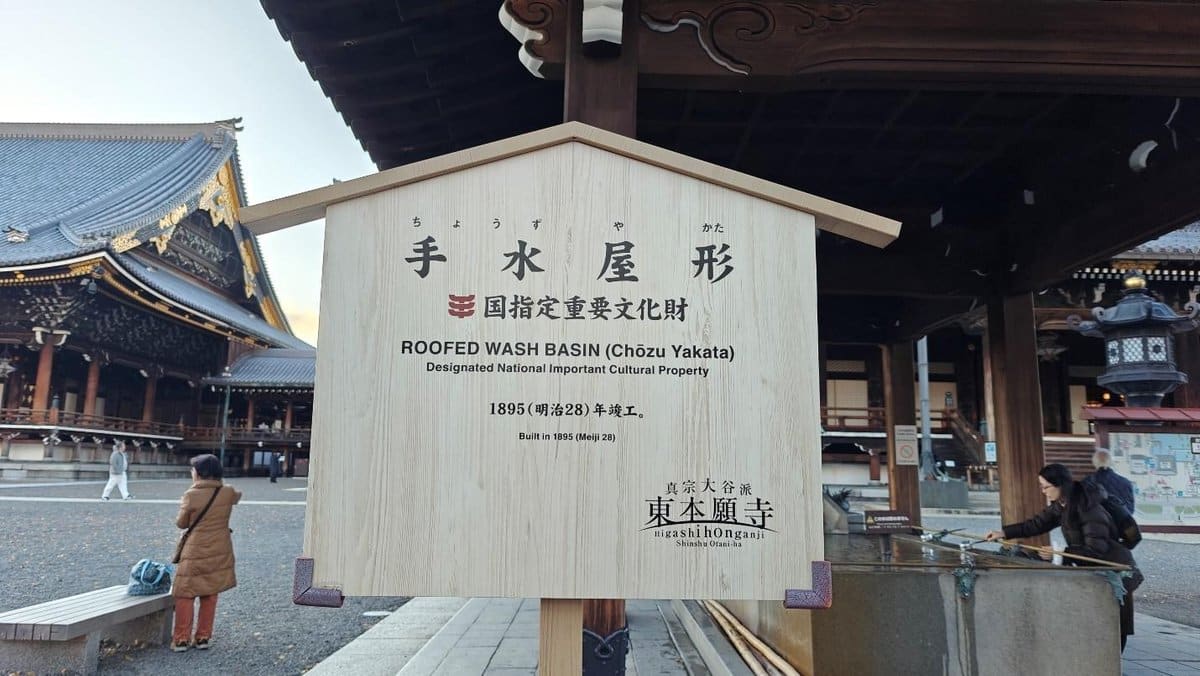 ちょうず や かた
手水屋形
国指定重要文化財
ROOFED WASH BASIN (Chōzu Yakata)
Designated National Important Cultural Property
1895(明治28)年竣工。
Built in 1895 (Meiji 28)
真宗大谷派
東本願寺
HigashiHonganji
Shinshu Otani-ha